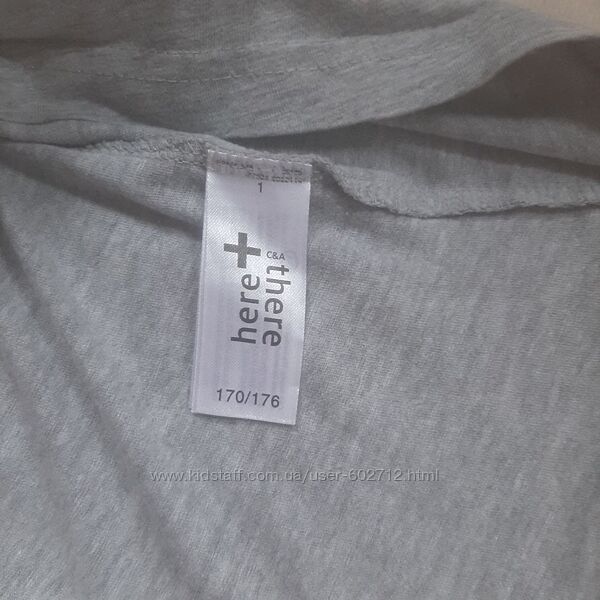 1
here +
C&A
there
170/176
www.kidstaff.com.ua/user-602712.html